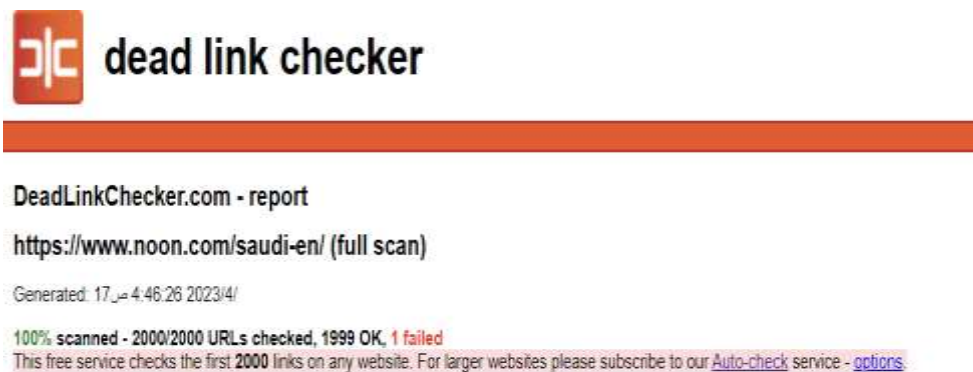 dead link checker
DeadLinkChecker.com - report
https://www.noon.com/saudi-en/ (full scan)
Generated: 17 ص 4:46:26 2023/4/
100% scanned - 2000/2000 URLs checked, 1999 OK, 1 failed
This free service checks the first 2000 links on any website. For larger websites please subscribe to our Auto-check service - options.